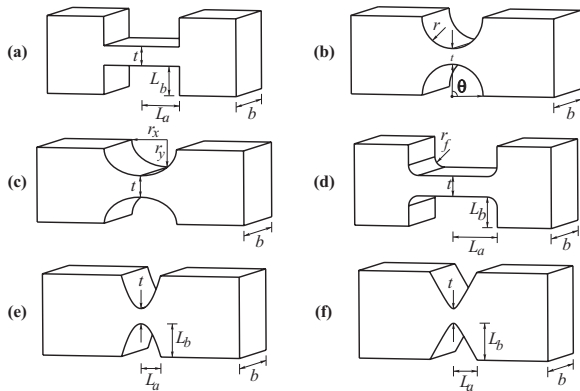 (a)
t
L_b
L_a
b
(b)
r
t
θ
b
(c)
r_x
r_y
t
b
(d)
r_f
t
L_b
L_a
b
(e)
t
L_b
L_a
b
(f)
t
L_b
L_a
b